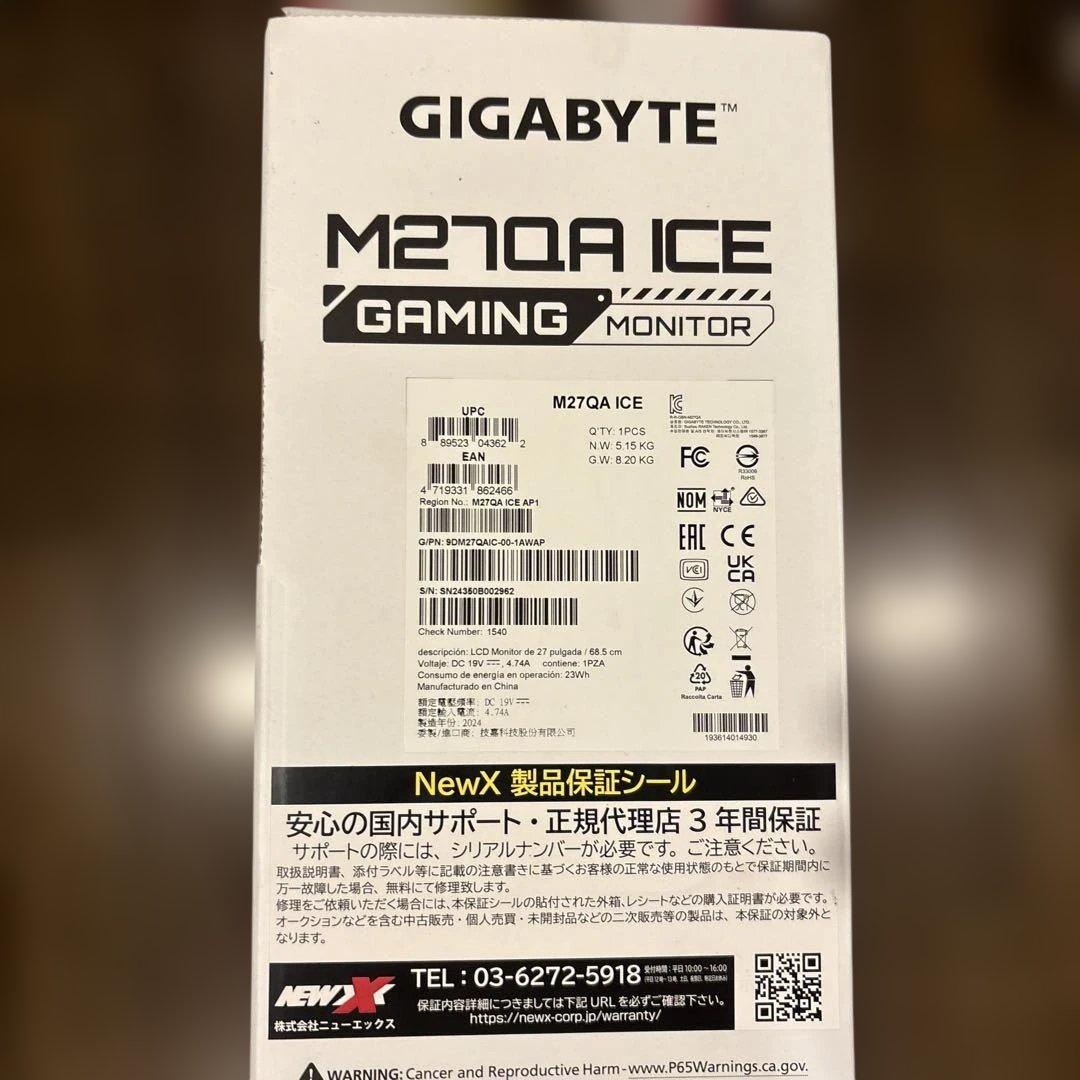 GIGABYTE™
M27QA ICE
GAMING MONITOR
UPC
8 89523 04362 2
EAN
4 719331 862466
Region No.: M27QA ICE AP1
G/PN: 9DM27QAIC-00-1AWAP
S/N: SN24350B002962
Check Number: 1540
descripción: LCD Monitor de 27 pulgada / 68.5 cm
Voltaje: DC 19V, 4.74A contiene: 1PZA
Consumo de energía en operación: 23Wh
Manufacturado en China
額定電壓頻率: DC 19V
額定輸入電流: 4.74A
製造年份: 2024
委製/進口商: 技嘉科技股份有限公司
M27QA ICE
Q'TY: 1PCS
N.W: 5.15 KG
G.W: 8.20 KG
FC
R33006
RoHS
NOM
NYCE
EAC CE
VCCI
UK
CA
20
PAP
Raccolta Carta
193614014930
NewX 製品保証シール
安心の国内サポート・正規代理店 3 年間保証
サポートの際には、シリアルナンバーが必要です。ご注意ください。
取扱説明書、添付ラベル等に記載の注意書きに基づくお客様の正常な使用状態のもとで保証期間内に
万一故障した場合、無料にて修理致します。
修理をご依頼いただく場合には、本保証シールの貼付された外箱、レシートなどの購入証明書が必要です。
オークションなどを含む中古販売・個人売買・未開封品などの二次販売等の製品は、本保証の対象外と
なります。
NEWX
株式会社ニューエックス
TEL：03-6272-5918
受付時間：平日 10:00～16:00
保証内容詳細につきましては下記 URL を必ずご確認下さい。
https://newx-corp.jp/warranty/
WARNING: Cancer and Reproductive Harm - www.P65Warnings.ca.gov.